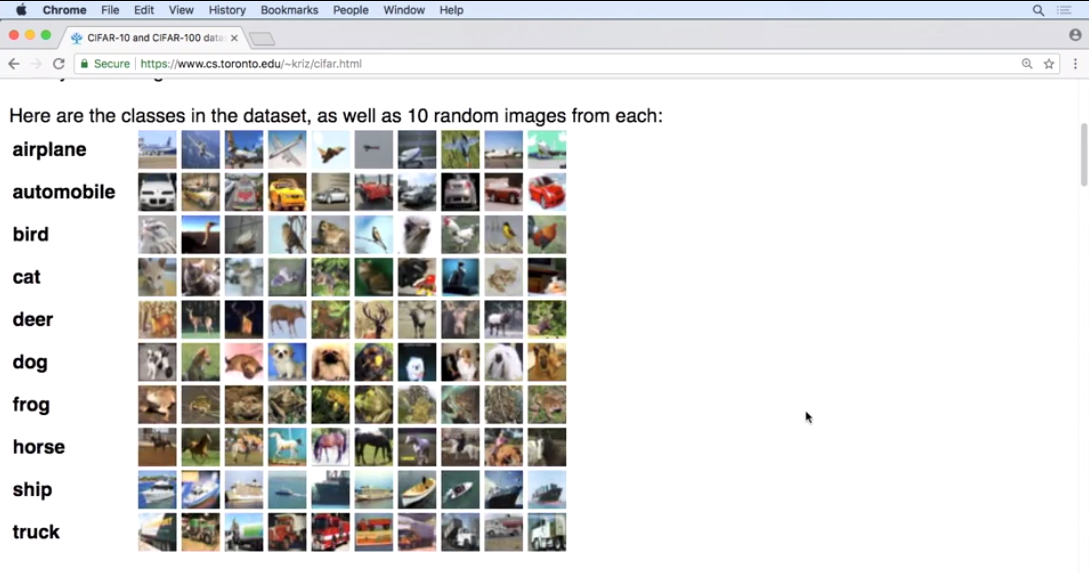 Chrome File Edit View History Bookmarks People Window Help
CIFAR-10 and CIFAR-100 data
Secure | https://www.cs.toronto.edu/~kriz/cifar.html
Here are the classes in the dataset, as well as 10 random images from each:
airplane
automobile
bird
cat
deer
dog
frog
horse
ship
truck